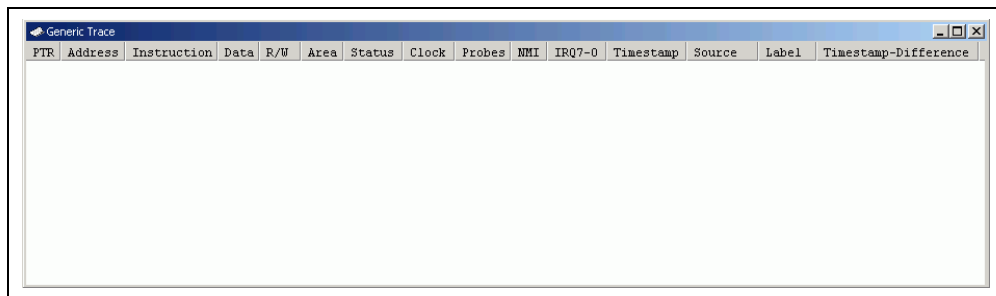 Generic Trace
PTR Address Instruction Data R/W Area Status Clock Probes NMI IRQ7-0 Timestamp Source Label Timestamp-Difference